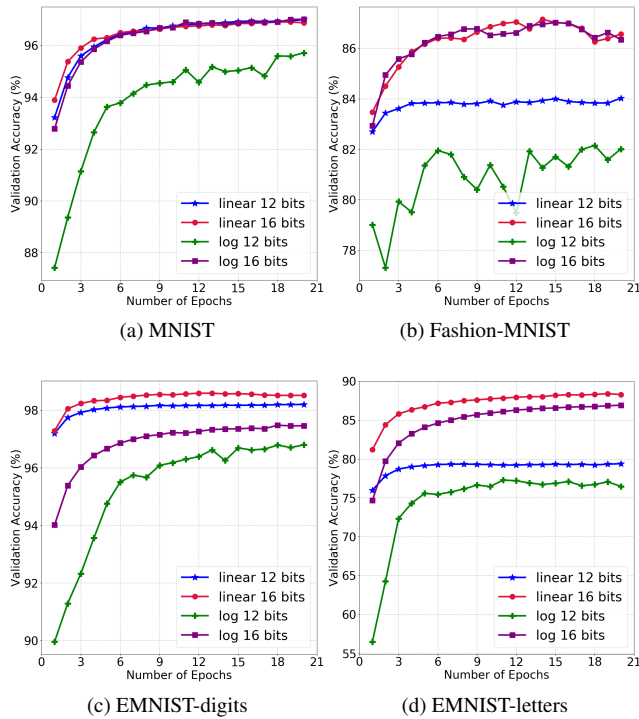 96
94
92
90
88
Validation Accuracy (%)
linear 12 bits
linear 16 bits
log 12 bits
log 16 bits
0 3 6 9 12 15 18 21
Number of Epochs
(a) MNIST
86
84
82
80
78
Validation Accuracy (%)
linear 12 bits
linear 16 bits
log 12 bits
log 16 bits
0 3 6 9 12 15 18 21
Number of Epochs
(b) Fashion-MNIST
98
96
94
92
90
Validation Accuracy (%)
linear 12 bits
linear 16 bits
log 12 bits
log 16 bits
0 3 6 9 12 15 18 21
Number of Epochs
(c) EMNIST-digits
90
85
80
75
70
65
60
55
Validation Accuracy (%)
linear 12 bits
linear 16 bits
log 12 bits
log 16 bits
0 3 6 9 12 15 18 21
Number of Epochs
(d) EMNIST-letters